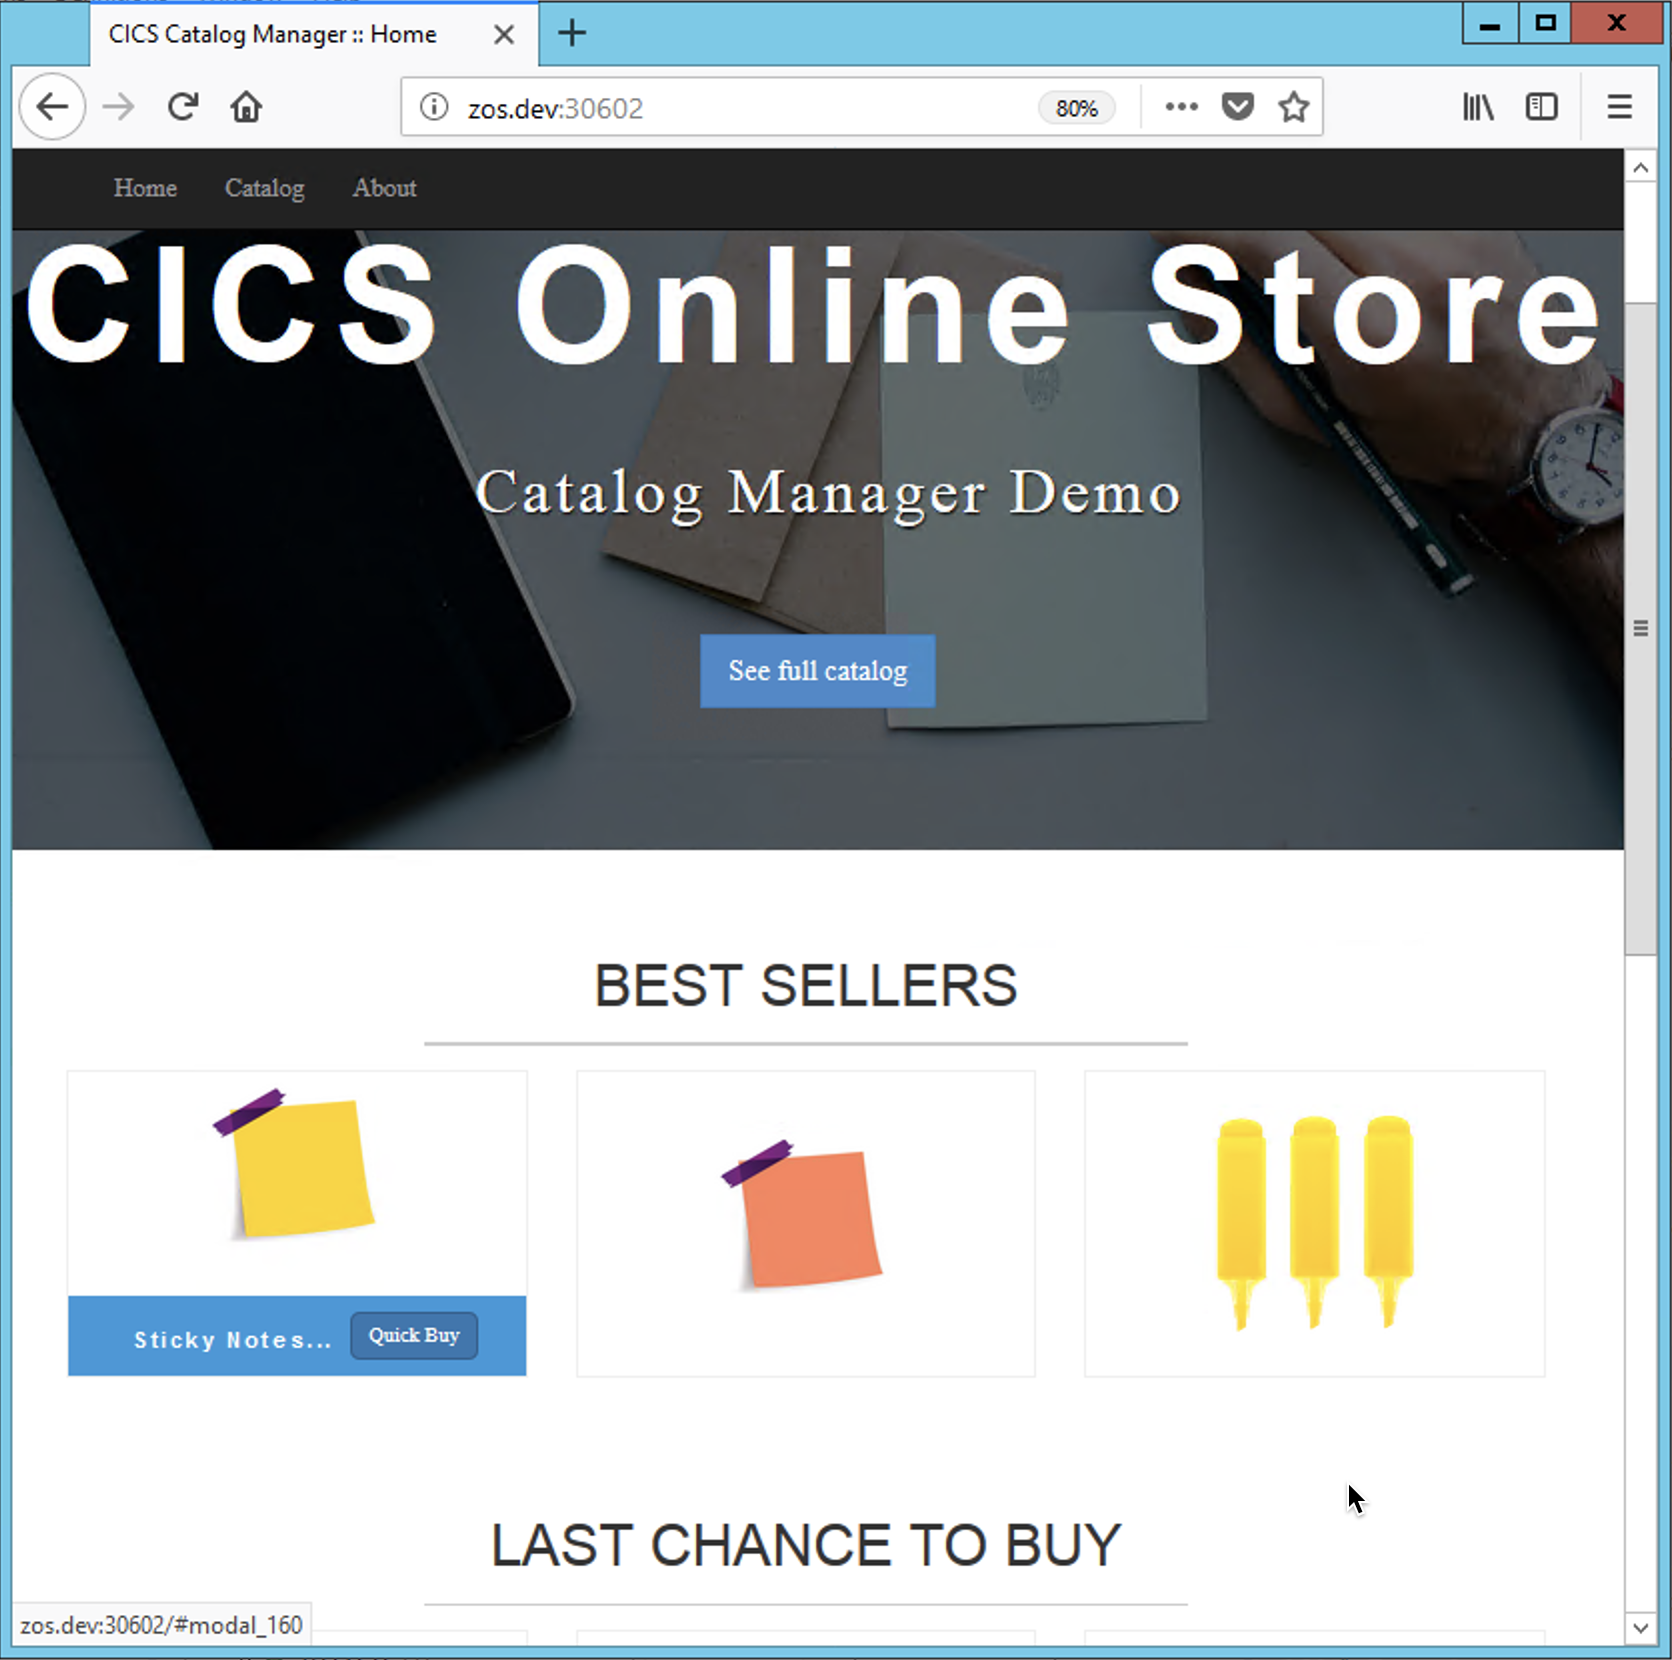 CICS Catalog Manager :: Home
zos.dev:30602
80%
Home Catalog About
CICS Online Store
Catalog Manager Demo
See full catalog
BEST SELLERS
Sticky Notes...
Quick Buy
LAST CHANCE TO BUY
zos.dev:30602/#modal_160